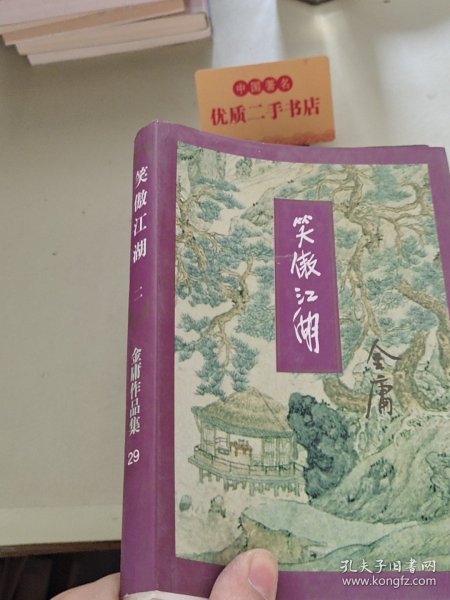 中国著名
优质二手书店
笑傲江湖 二 金庸作品集 29
笑傲江湖
金庸
孔夫子旧书网
www.kongfz.com